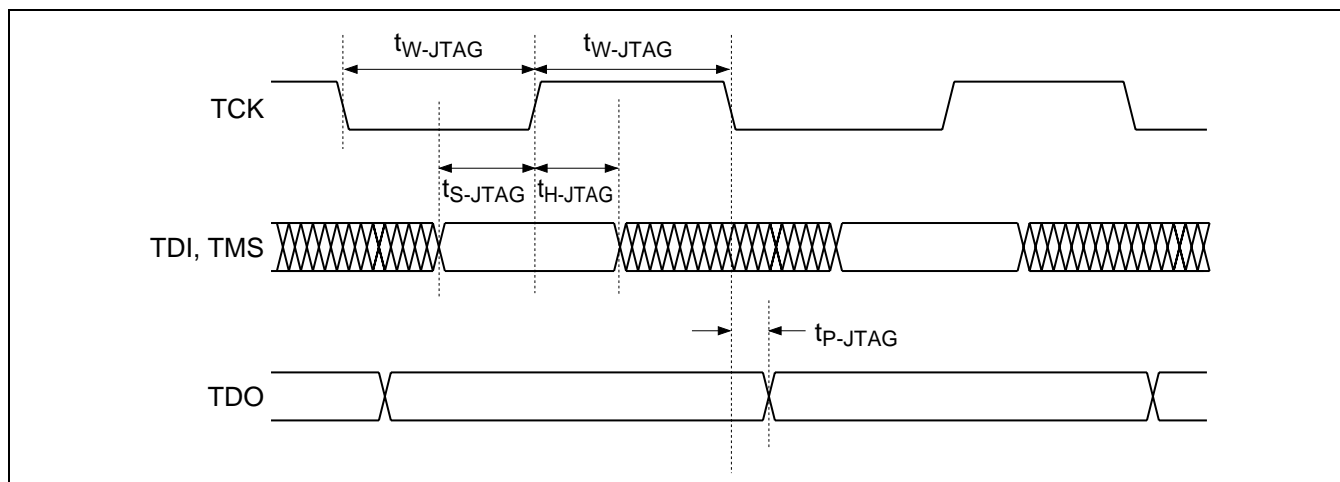 tW-JTAG tW-JTAG
TCK
tS-JTAG tH-JTAG
TDI, TMS
tP-JTAG
TDO